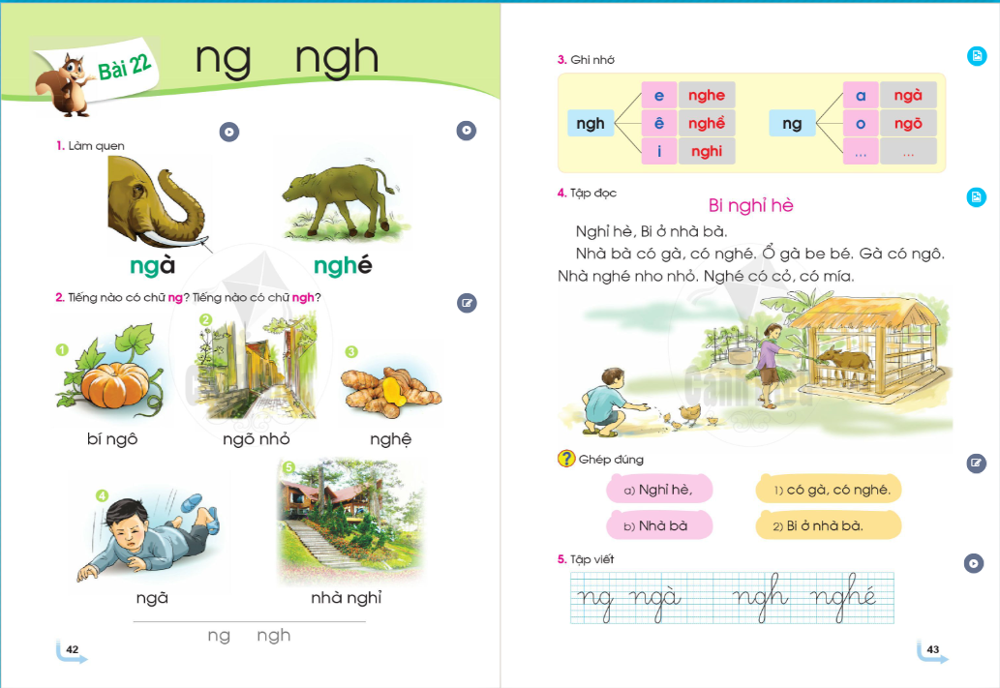 Bài 22
ng ngh
1. Làm quen
ngà
nghé
2. Tiếng nào có chữ ng? Tiếng nào có chữ ngh?
1
2
3
bí ngô
ngõ nhỏ
nghệ
4
5
ngã
nhà nghỉ
ng ngh
42
3. Ghi nhớ
ngh
e nghe
ê nghề
i nghi
ng
a ngà
o ngõ
... ...
4. Tập đọc
Bi nghỉ hè
Nghỉ hè, Bi ở nhà bà.
Nhà bà có gà, có nghé. Ổ gà be bé. Gà có ngô.
Nhà nghé nho nhỏ. Nghé có cỏ, có mía.
? Ghép đúng
a) Nghỉ hè,
1) có gà, có nghé.
b) Nhà bà
2) Bi ở nhà bà.
5. Tập viết
ng ngà ngh nghé
43